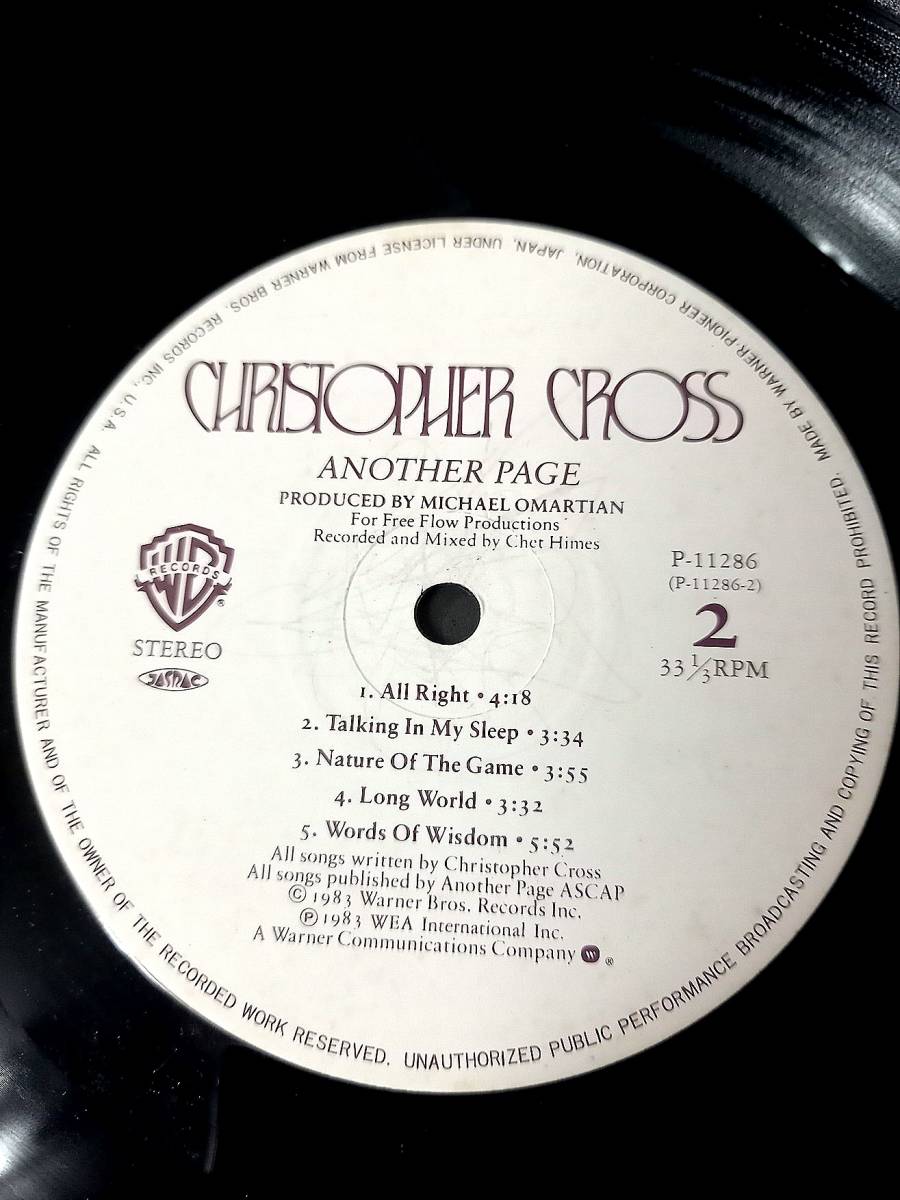 CHRISTOPHER CROSS
ANOTHER PAGE
PRODUCED BY MICHAEL OMARTIAN
For Free Flow Productions
Recorded and Mixed by Chet Himes
WB
RECORDS
®
STEREO
JASRAC
P-11286
(P-11286-2)
2
33 1/3 RPM
1. All Right • 4:18
2. Talking In My Sleep • 3:34
3. Nature Of The Game • 3:55
4. Long World • 3:32
5. Words Of Wisdom • 5:52
All songs written by Christopher Cross
All songs published by Another Page ASCAP
© 1983 Warner Bros. Records Inc.
℗ 1983 WEA International Inc.
A Warner Communications Company W ®
MADE BY WARNER-PIONEER CORPORATION, JAPAN, UNDER LICENSE FROM WARNER BROS. RECORDS INC., U.S.A. ALL RIGHTS OF THE MANUFACTURER AND OF THE OWNER OF THE RECORDED WORK RESERVED. UNAUTHORIZED PUBLIC PERFORMANCE BROADCASTING AND COPYING OF THIS RECORD PROHIBITED.